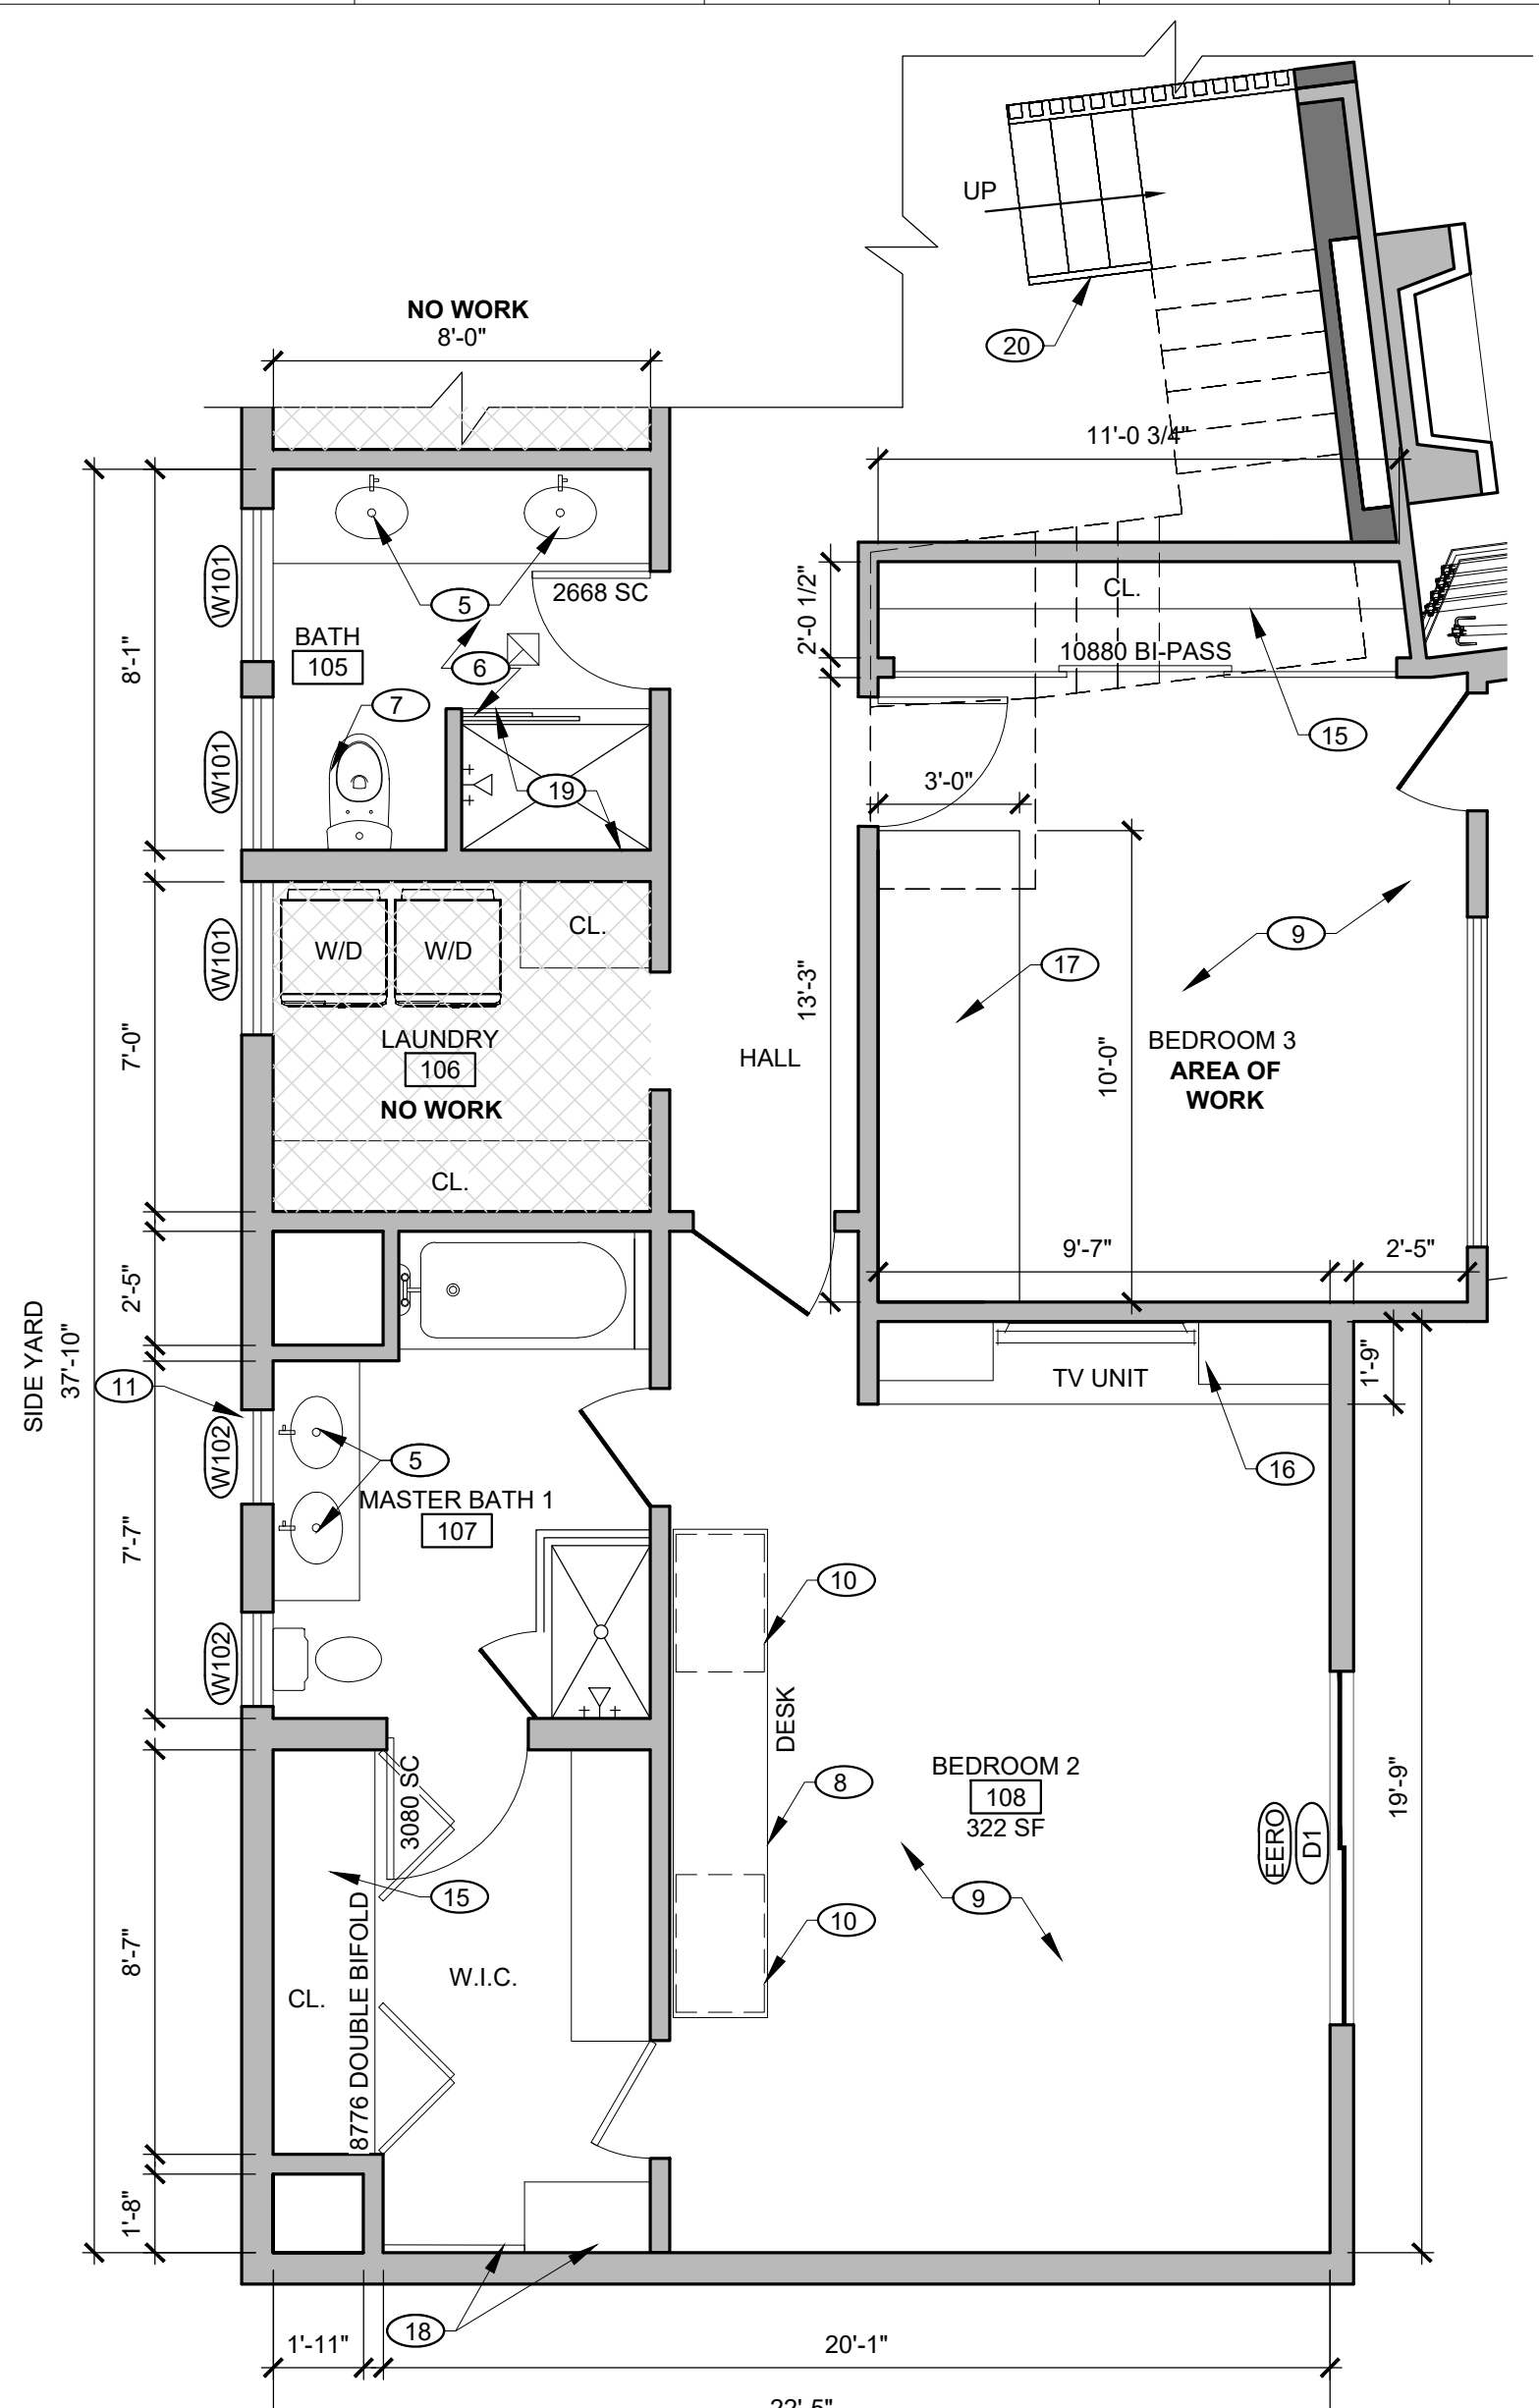 UP
NO WORK
8'-0"
20
11'-0 3/4"
W101
5
2668 SC
BATH
105
6
8'-1"
7
W101
19
2'-0 1/2"
CL.
10880 BI-PASS
15
3'-0"
W101
W/D
W/D
CL.
9
17
13'-3"
7'-0"
LAUNDRY
106
NO WORK
HALL
10'-0"
BEDROOM 3
AREA OF
WORK
CL.
9'-7"
2'-5"
2'-5"
SIDE YARD
37'-10"
11
TV UNIT
1'-9"
W102
5
16
MASTER BATH 1
107
7'-7"
10
W102
DESK
3080 SC
8
BEDROOM 2
108
322 SF
EERO
D1
19'-9"
15
9
10
8'-7"
8776 DOUBLE BIFOLD
W.I.C.
CL.
1'-8"
18
1'-11"
20'-1"
22'-5"